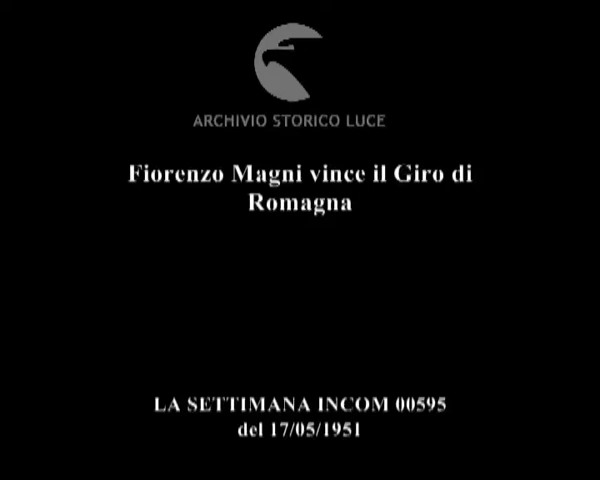 ARCHIVIO STORICO LUCE
Fiorenzo Magni vince il Giro di
Romagna
LA SETTIMANA INCOM 00595
del 17/05/1951